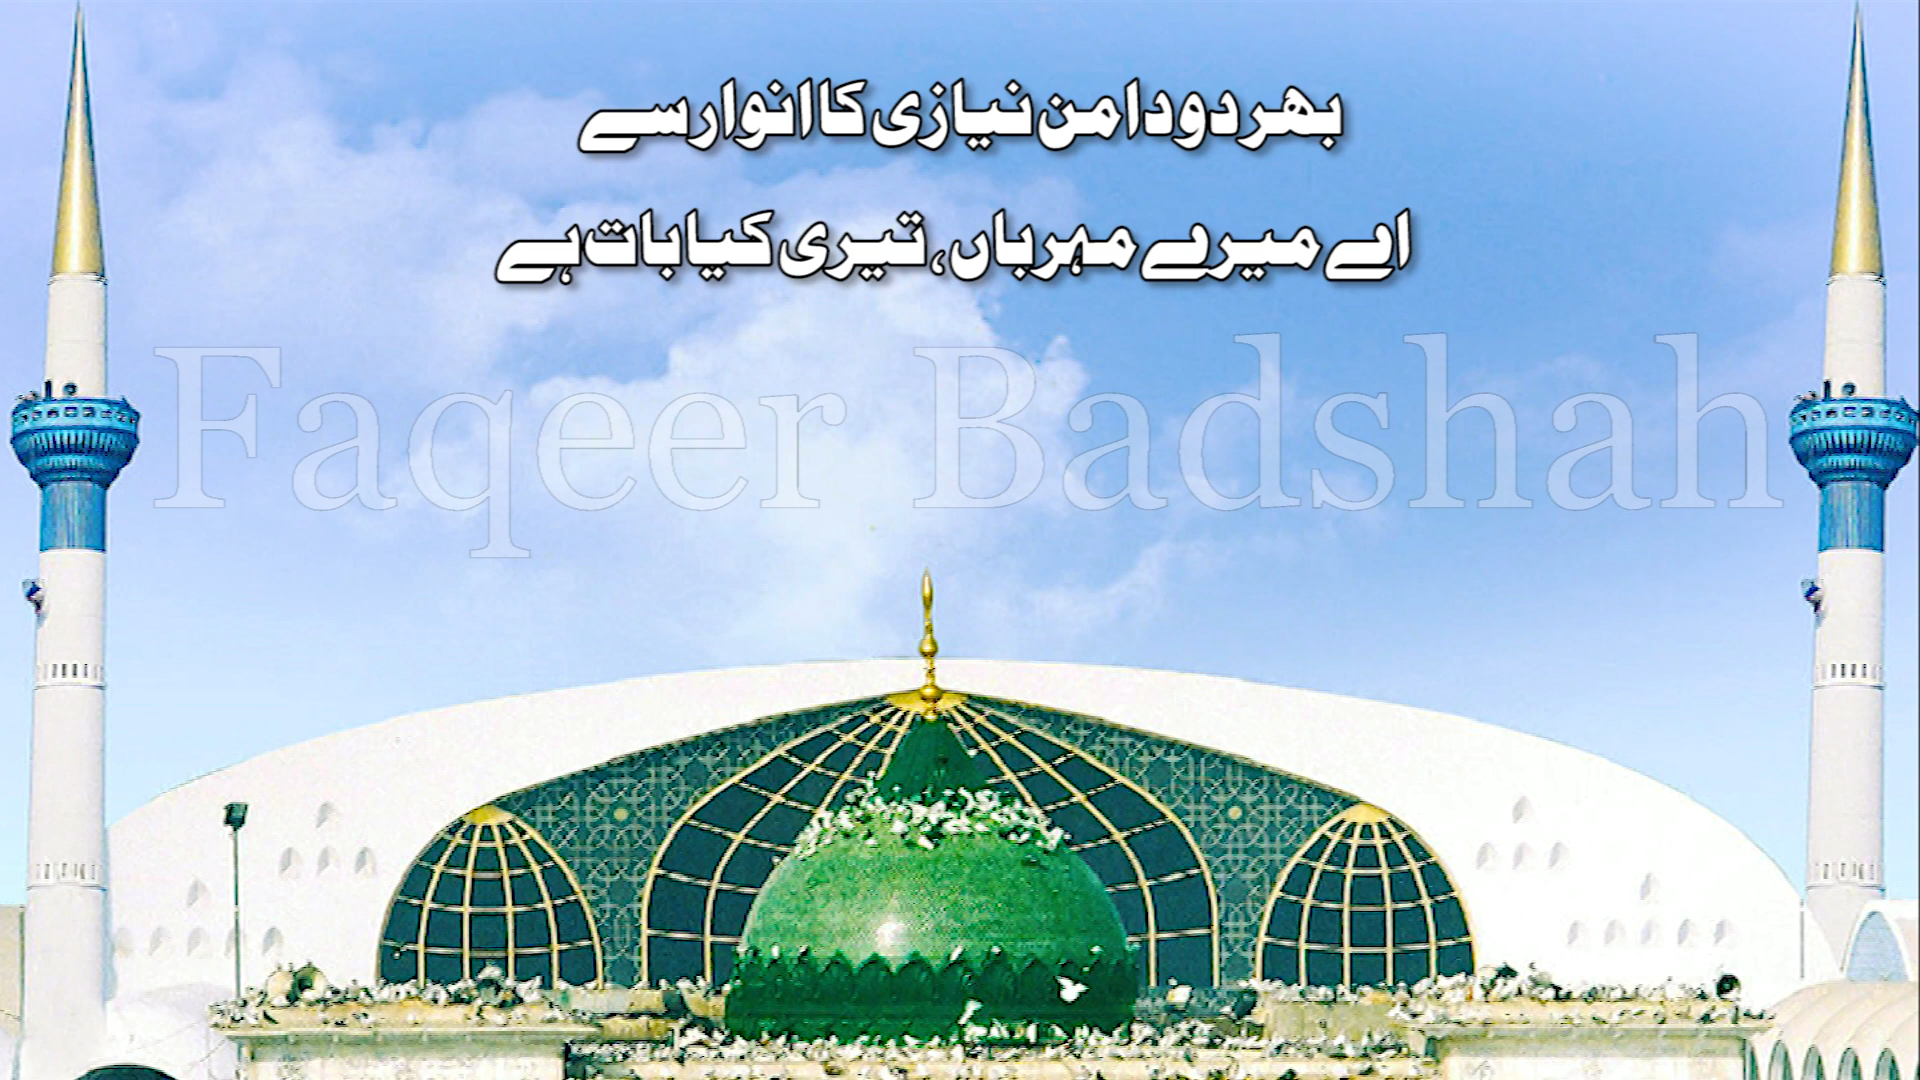 بھر دو دامن نیازی کا انوار سے
اے میرے مہرباں، تیری کیا بات ہے
Faqeer Badshah